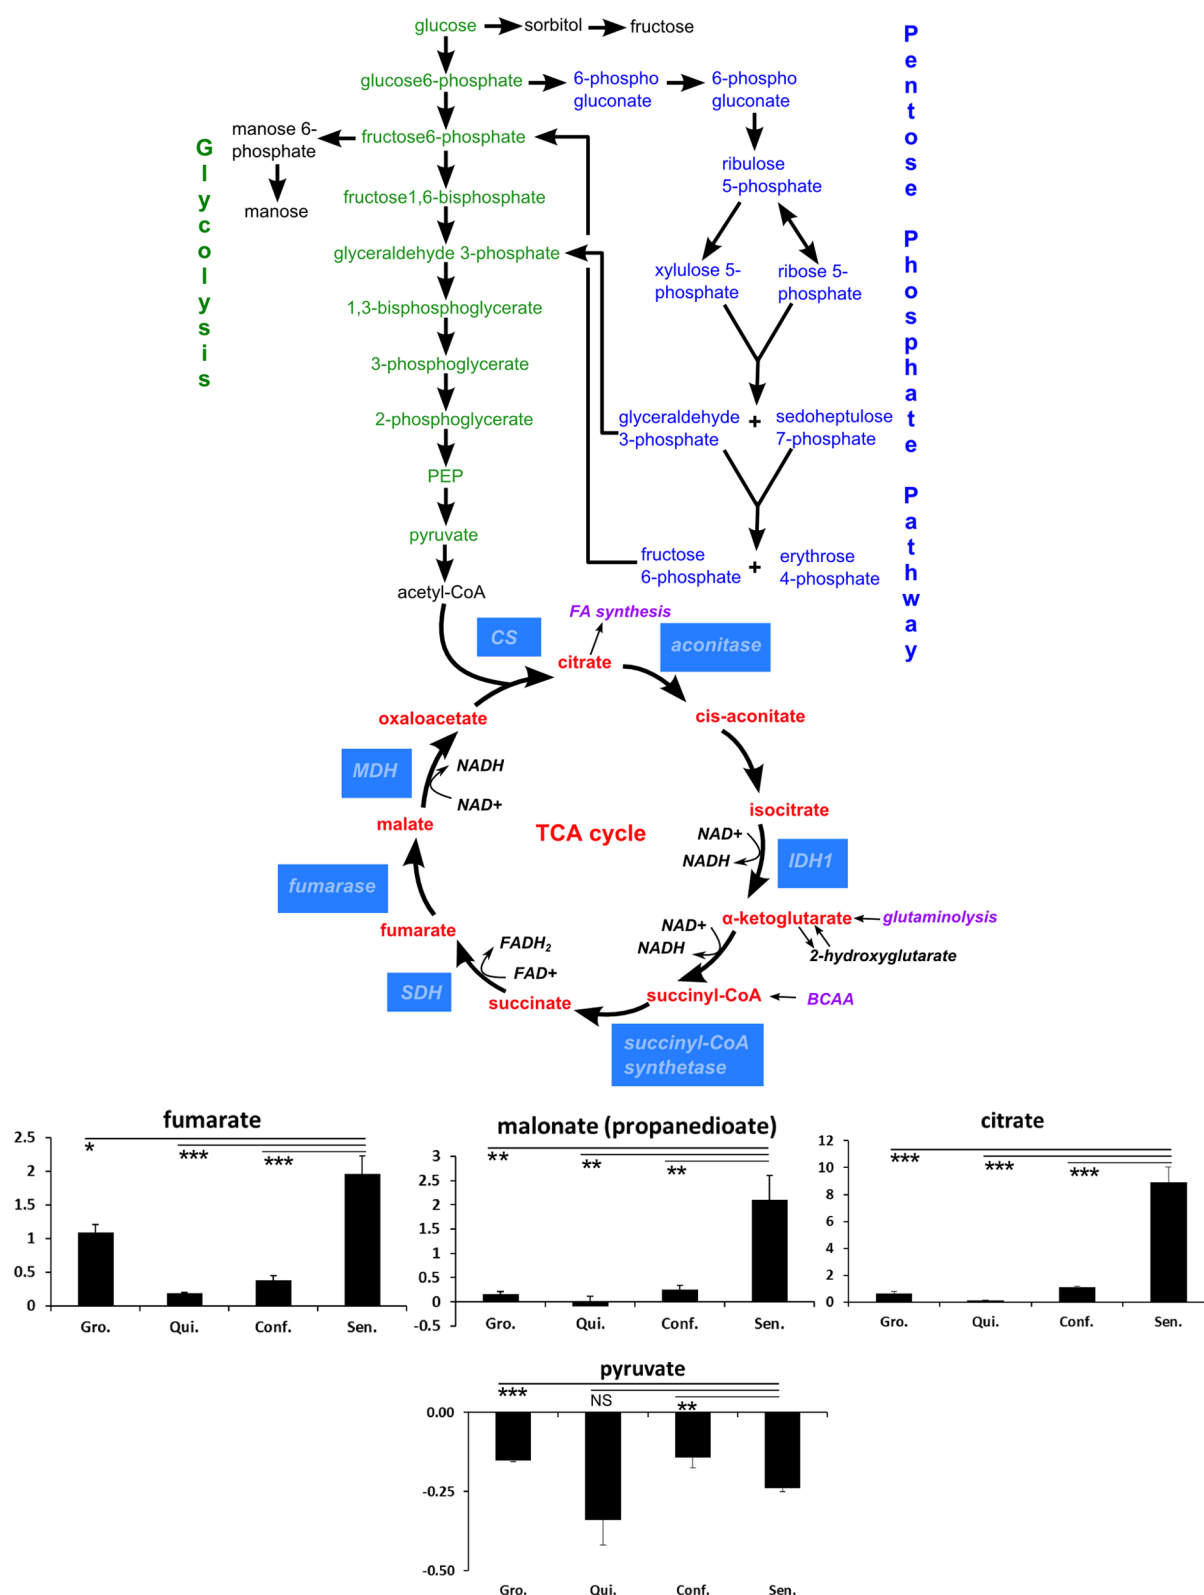 glucose sorbitol fructose
glucose6-phosphate 6-phospho 6-phospho
gluconate gluconate
manose 6- fructose6-phosphate
phosphate
manose
ribulose
5-phosphate
fructose1,6-bisphosphate
glyceraldehyde 3-phosphate
xylulose 5- ribose 5-
phosphate phosphate
1,3-bisphosphoglycerate
3-phosphoglycerate
2-phosphoglycerate
glyceraldehyde + sedoheptulose
3-phosphate 7-phosphate
PEP
pyruvate
fructose + erythrose
6-phosphate 4-phosphate
acetyl-CoA
Glycolysis
Pentose Phosphate Pathway
FA synthesis
CS
citrate
aconitase
oxaloacetate
cis-aconitate
MDH
NADH
NAD+
malate
TCA cycle
isocitrate
NAD+
NADH
IDH1
fumarase
fumarate
α-ketoglutarate glutaminolysis
2-hydroxyglutarate
NAD+
NADH
FADH2
FAD+
SDH
succinate
succinyl-CoA BCAA
succinyl-CoA
synthetase
fumarate
2.5
2
1.5
1
0.5
0
* *** ***
Gro. Qui. Conf. Sen.
malonate (propanedioate)
3
2.5
2
1.5
1
0.5
0
-0.5
** ** **
Gro. Qui. Conf. Sen.
citrate
12
10
8
6
4
2
0
*** *** ***
Gro. Qui. Conf. Sen.
pyruvate
*** NS **
0.00
-0.25
-0.50
Gro. Qui. Conf. Sen.